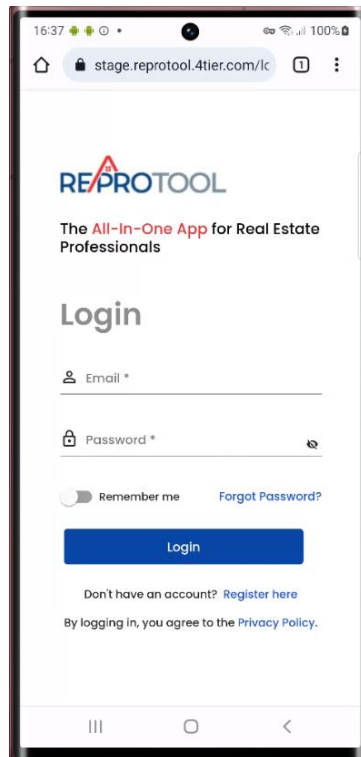 16:37 100%
stage.reprotool.4tier.com/lc 1
REPROTOOL
The All-In-One App for Real Estate
Professionals
Login
Email *
Password *
Remember me Forgot Password?
Login
Don't have an account? Register here
By logging in, you agree to the Privacy Policy.